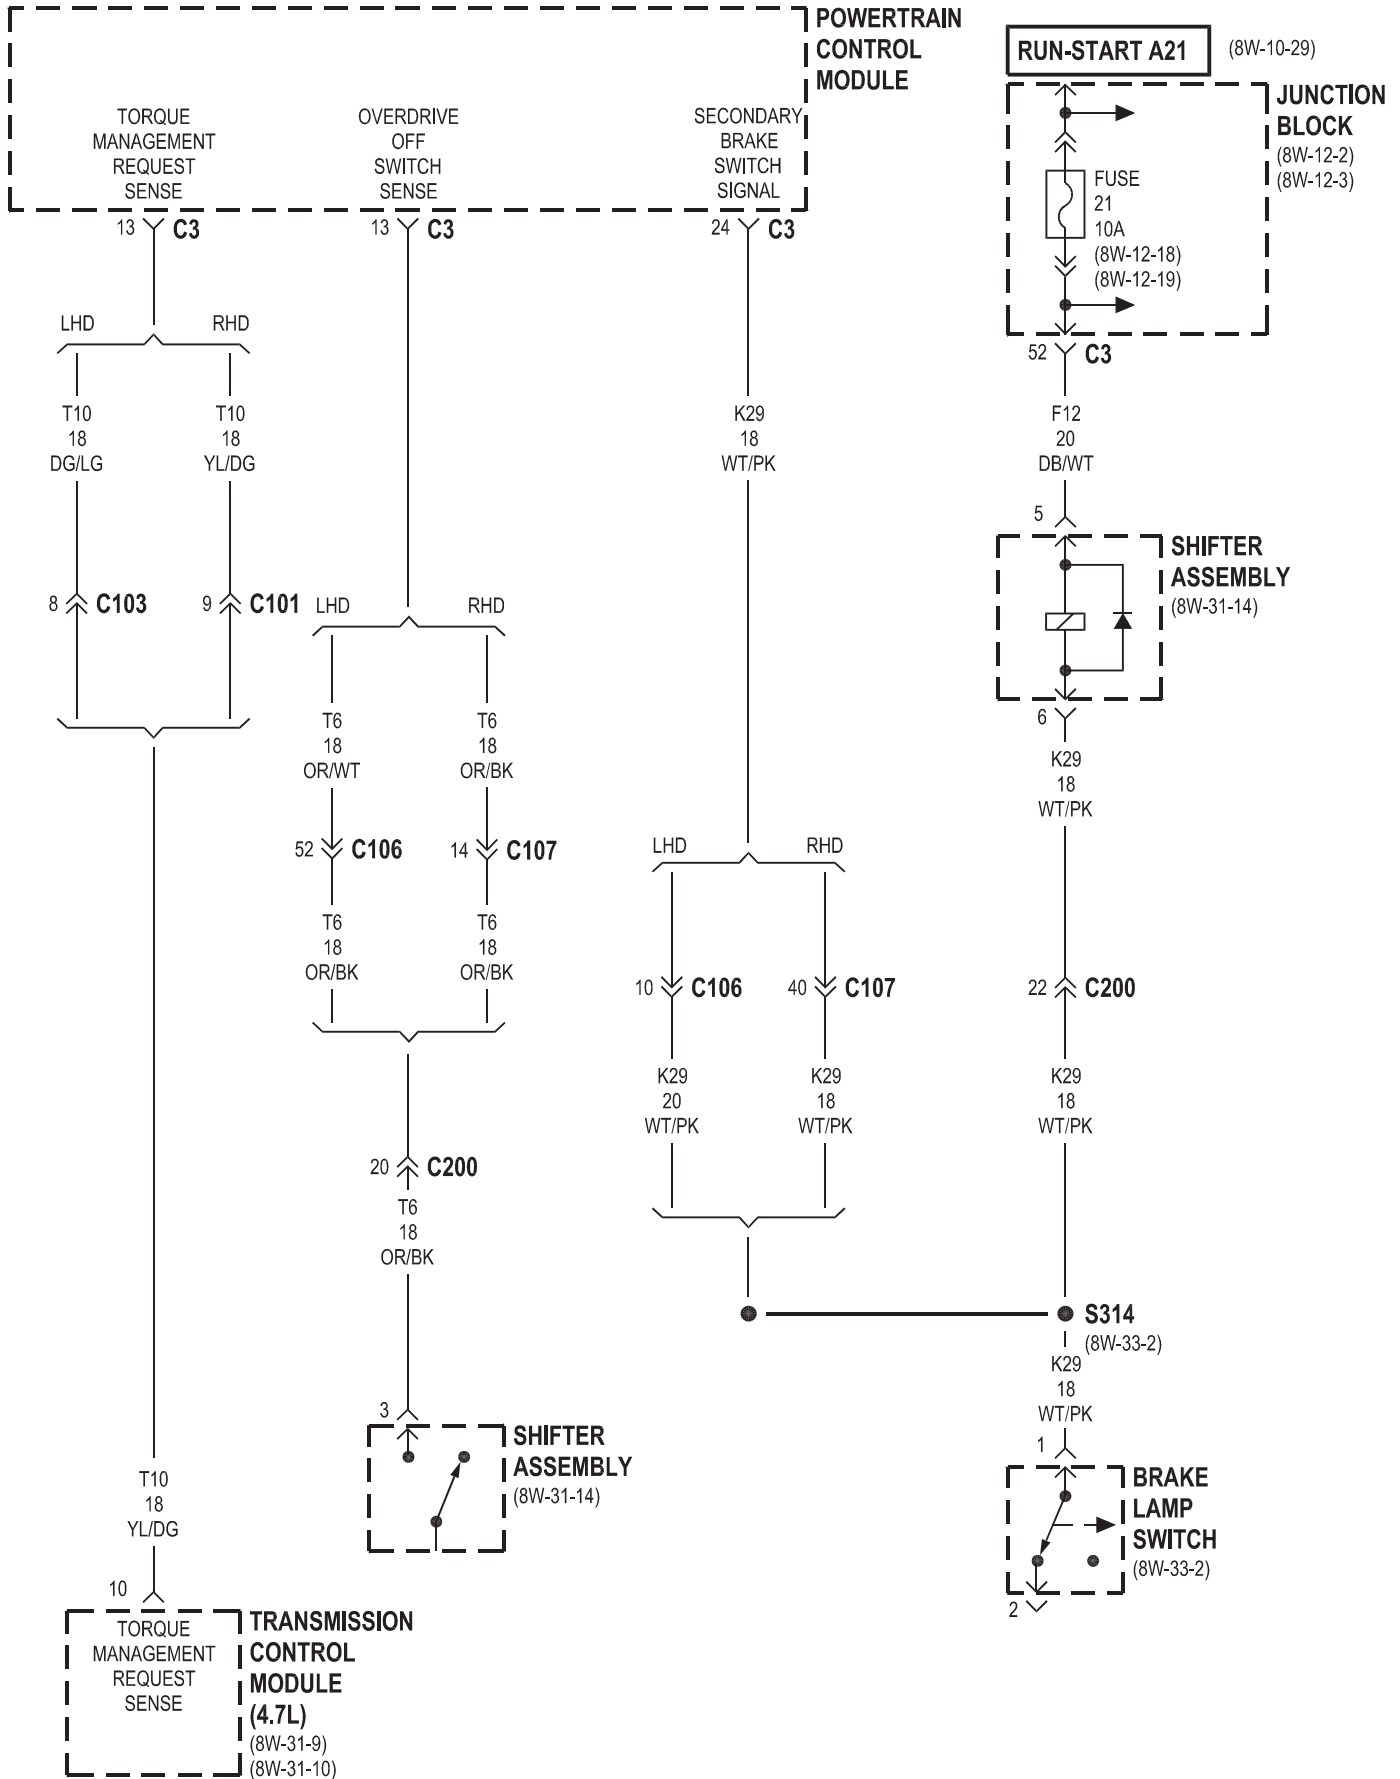 POWERTRAIN
CONTROL
MODULE
TORQUE
MANAGEMENT
REQUEST
SENSE
OVERDRIVE
OFF
SWITCH
SENSE
SECONDARY
BRAKE
SWITCH
SIGNAL
13 C3
13 C3
24 C3
RUN-START A21 (8W-10-29)
JUNCTION
BLOCK
(8W-12-2)
(8W-12-3)
FUSE
21
10A
(8W-12-18)
(8W-12-19)
52 C3
LHD RHD
T10
18
DG/LG
T10
18
YL/DG
8 C103
9 C101
LHD RHD
T6
18
OR/WT
T6
18
OR/BK
52 C106
14 C107
T6
18
OR/BK
T6
18
OR/BK
20 C200
T6
18
OR/BK
3
SHIFTER
ASSEMBLY
(8W-31-14)
T10
18
YL/DG
10
TORQUE
MANAGEMENT
REQUEST
SENSE
TRANSMISSION
CONTROL
MODULE
(4.7L)
(8W-31-9)
(8W-31-10)
K29
18
WT/PK
LHD RHD
10 C106
40 C107
K29
20
WT/PK
K29
18
WT/PK
F12
20
DB/WT
5
SHIFTER
ASSEMBLY
(8W-31-14)
6
K29
18
WT/PK
22 C200
K29
18
WT/PK
S314
(8W-33-2)
K29
18
WT/PK
1
BRAKE
LAMP
SWITCH
(8W-33-2)
2